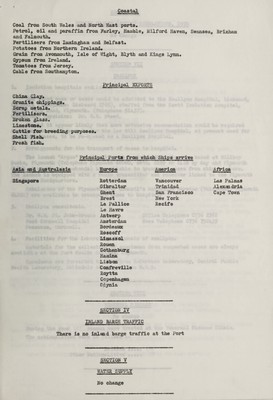 Coastal
Coal from South Wales and North East ports.
Petrol, oil and paraffin from Purley, Hamble, Milford Haven, Swansea, Brixham
and Falmouth.
Fertilisers from Immingham and Belfast.
Potatoes from Northern Ireland.
Grain from Avonmouth, Isle of Wight, Blyth and Kings Lynn.
Gypsum from Ireland.
Tomatoes from Jersey.
Cable from Southampton.
Principal EXPORTS
China Clay.
Granite chippings.
Scrap metals.
Fertilisers.
Broken glass.
Limestone.
Cattle for breeding purposes.
Shell Fish.
Fresh fish.
Principal Ports from which Ships arrive
Asia and Australasia Europe America Africa
Singapore Rotterdam Vancouver Las Palmas
Gibraltar Trinidad Alexandria
Ghent San Francisco Cape Town
Brest New York
La Pallice Recife
Le Havre
Antwerp
Amsterdam
Bordeaux
Roscoff
Limassol
Rouen
Gothenburg
Hamina
Lisbon
Comfreville
Kopenhagen
Gdynia
SECTION IV
INLAND BARGE TRAFFIC
There is no inland barge traffic at the Port
SECTION V
WATER SUPPLY
No change